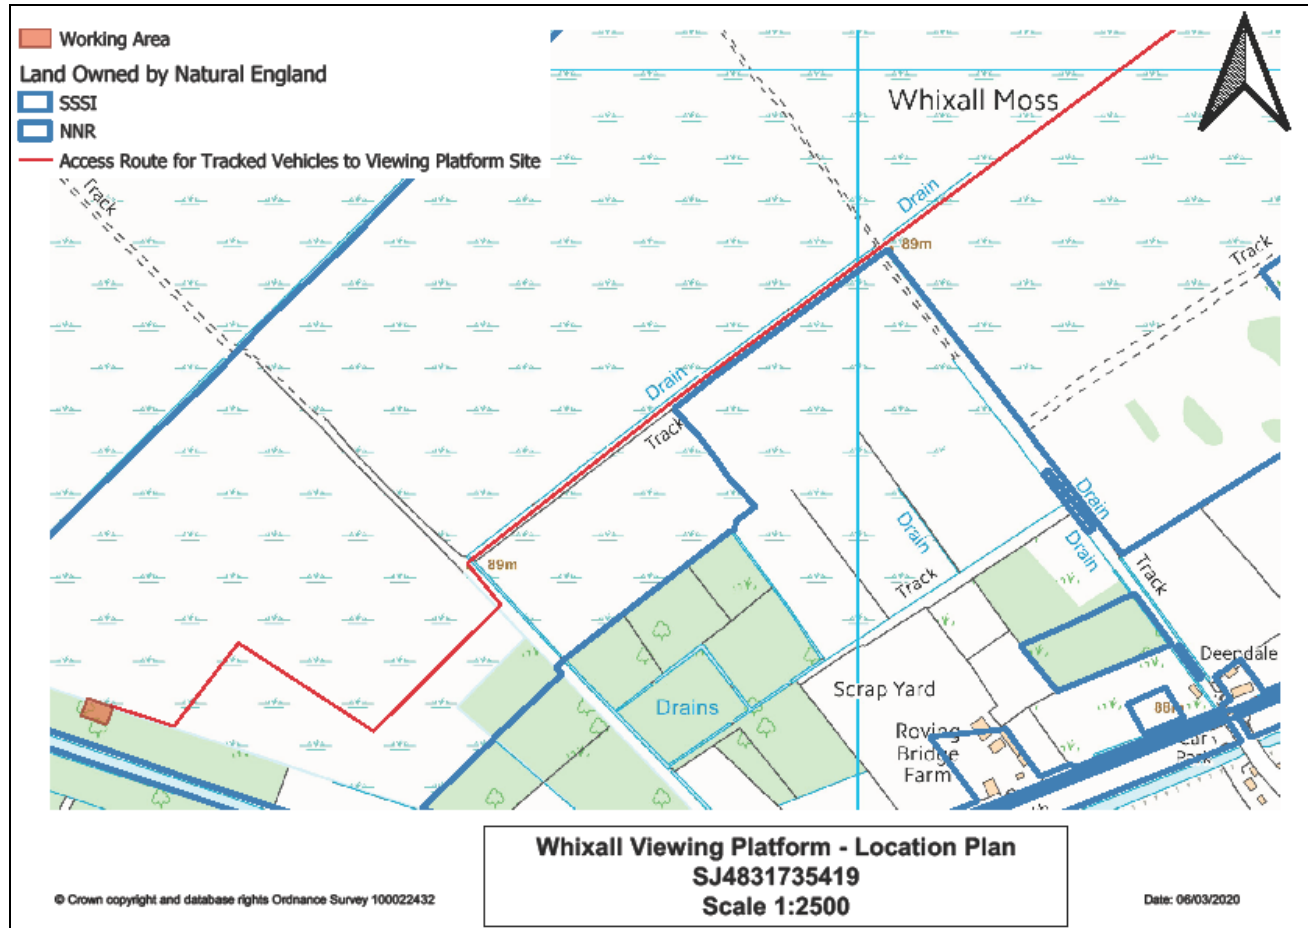 Working Area
Land Owned by Natural England
SSSI
NNR
Access Route for Tracked Vehicles to Viewing Platform Site
Whixall Moss
Track
Drain
89m
Track
Drain
Track
Drain
Drain
Drain
Track
Track
89m
Deendale
Scrap Yard
Drains
88m
Roving
Bridge
Farm
Car
Park
Whixall Viewing Platform - Location Plan
SJ4831735419
Scale 1:2500
© Crown copyright and database rights Ordnance Survey 100022432
Date: 06/03/2020